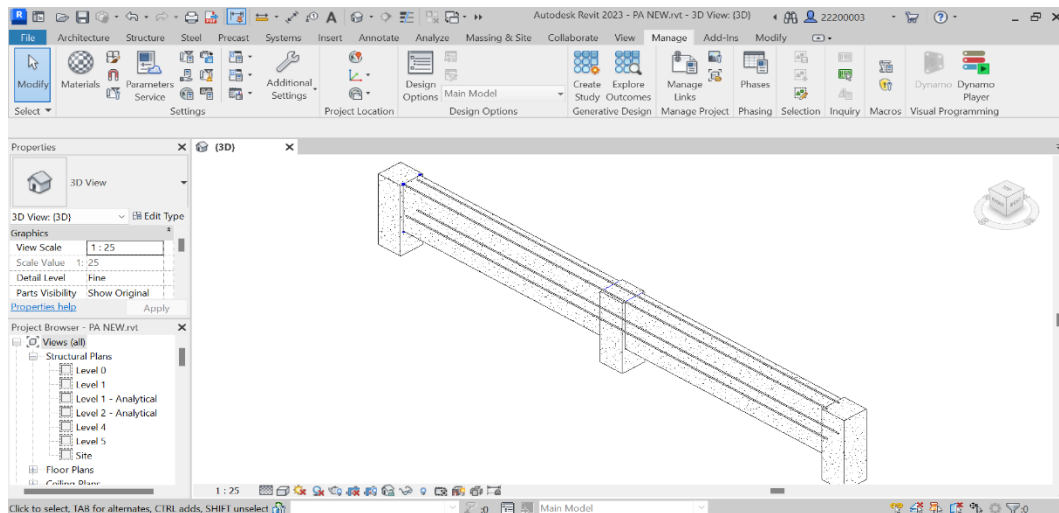 Autodesk Revit 2023 - PA NEW.rvt - 3D View: {3D}
22200003
File Architecture Structure Steel Precast Systems Insert Annotate Analyze Massing & Site Collaborate View Manage Add-Ins Modify
Modify
Materials
Parameters
Service
Additional
Settings
Design
Options
Main Model
Create
Study
Explore
Outcomes
Manage
Links
Phases
Dynamo
Dynamo
Player
Select
Settings
Project Location
Design Options
Generative Design
Manage Project
Phasing
Selection
Inquiry
Macros
Visual Programming
Properties
{3D}
3D View
3D View: {3D}
Edit Type
Graphics
View Scale 1 : 25
Scale Value 1: 25
Detail Level Fine
Parts Visibility Show Original
Properties help Apply
Project Browser - PA NEW.rvt
Views (all)
Structural Plans
Level 0
Level 1
Level 1 - Analytical
Level 2 - Analytical
Level 4
Level 5
Site
Floor Plans
Ceiling Plans
1 : 25
Click to select, TAB for alternates, CTRL adds, SHIFT unselect
:0
Main Model
:0